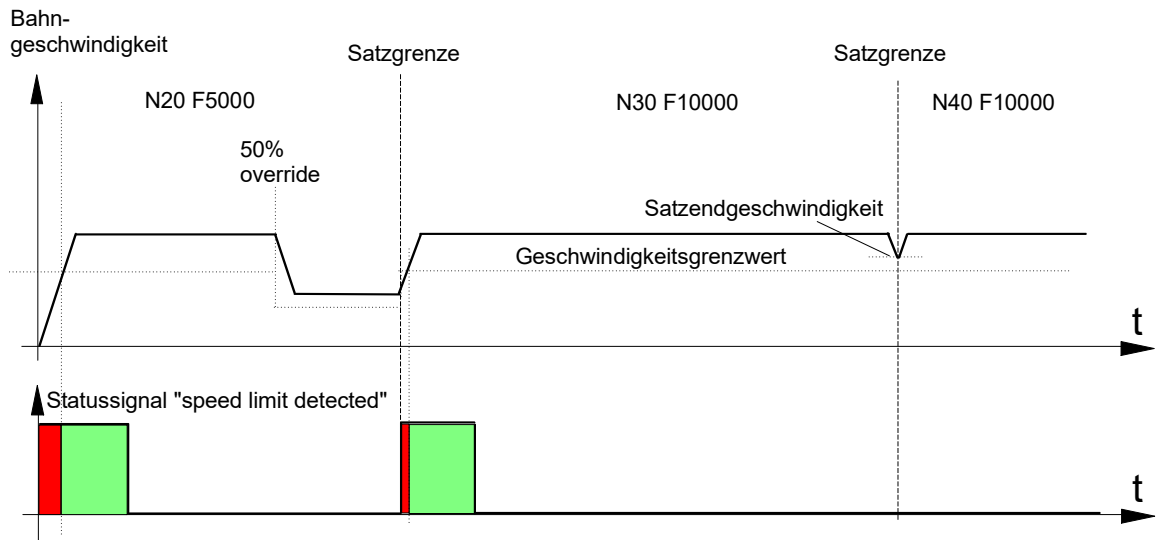 Bahn-
geschwindigkeit
Satzgrenze
Satzgrenze
N20 F5000
N30 F10000
N40 F10000
50%
override
Satzendgeschwindigkeit
Geschwindigkeitsgrenzwert
t
Statussignal "speed limit detected"
t